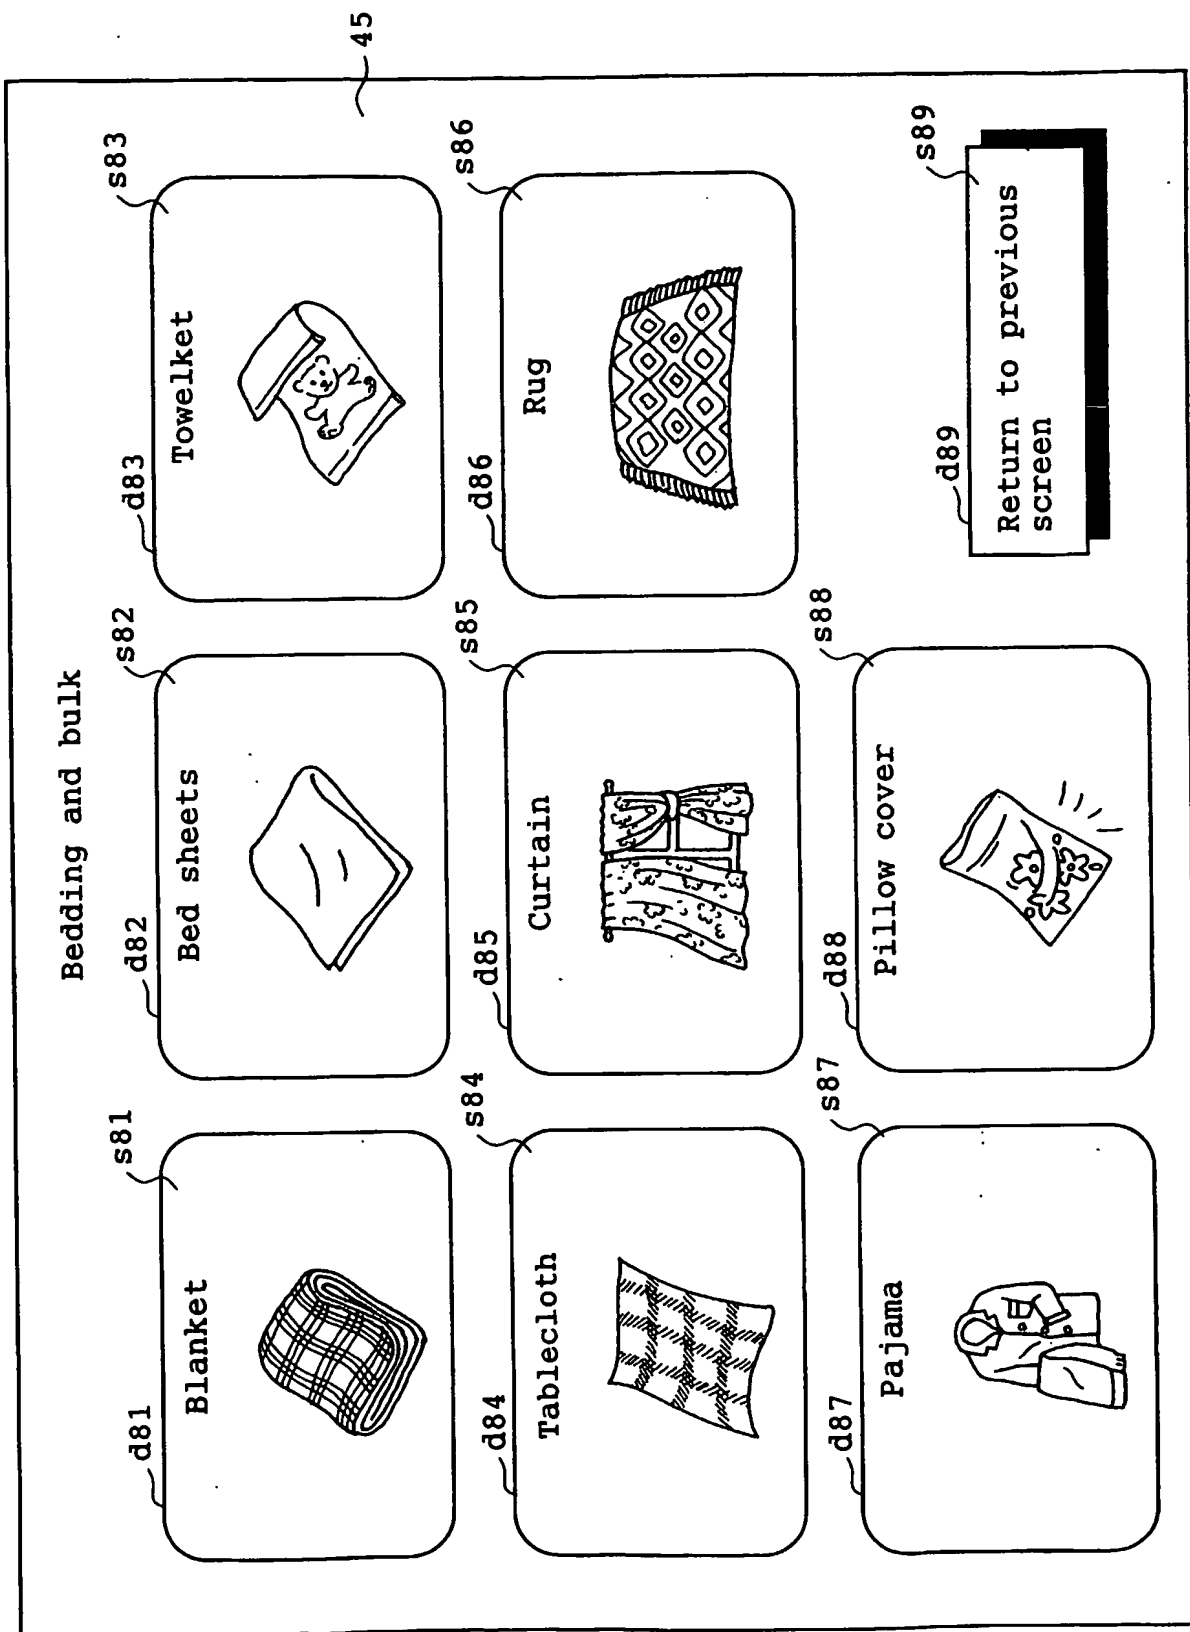 45
Bedding and bulk
d81
s81
Blanket
d82
s82
Bed sheets
d83
s83
Towelket
d84
s84
Tablecloth
d85
s85
Curtain
d86
s86
Rug
d87
s87
Pajama
d88
s88
Pillow cover
d89
s89
Return to previous
screen